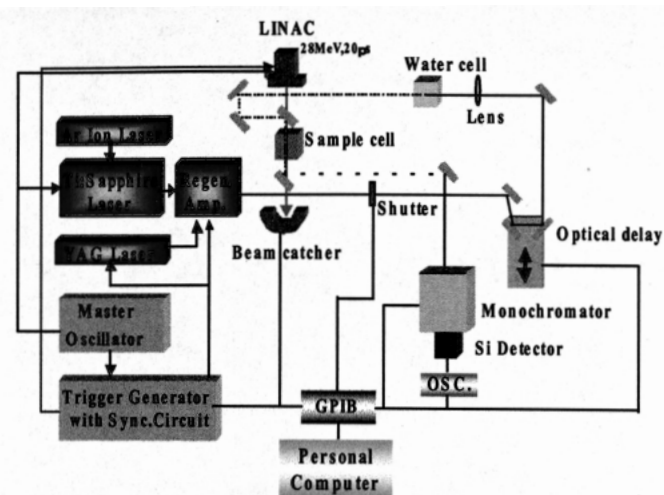 LINAC
28MeV,20ps
Water cell
Lens
Ar Ion Laser
Sample cell
Ti:Sapphire
Laser
Regen.
Amp.
Shutter
Optical delay
YAG Laser
Beam catcher
Master
Oscillator
Monochromator
Si Detector
OSC.
Trigger Generator
with Sync.Circuit
GPIB
Personal
Computer